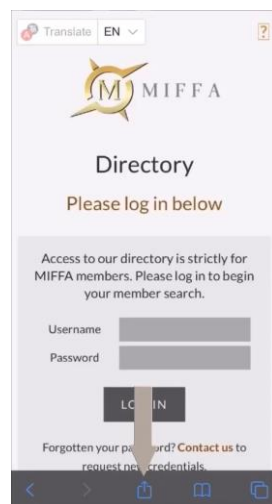 Translate EN
?
M MIFFA
Directory
Please log in below
Access to our directory is strictly for
MIFFA members. Please log in to begin
your member search.
Username
Password
Forgotten your Contact us to
request new credentials.